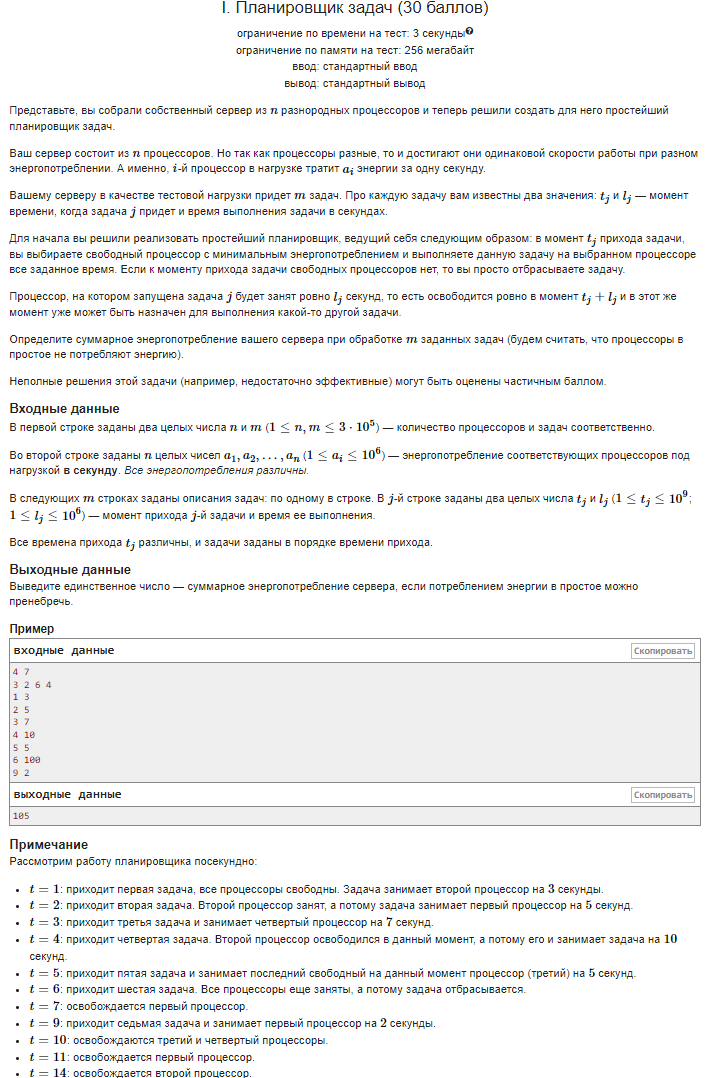 I. Планировщик задач (30 баллов)
ограничение по времени на тест: 3 секунды?
ограничение по памяти на тест: 256 мегабайт
ввод: стандартный ввод
вывод: стандартный вывод
Представьте, вы собрали собственный сервер из n разнородных процессоров и теперь решили создать для него простейший
планировщик задач.
Ваш сервер состоит из n процессоров. Но так как процессоры разные, то и достигают они одинаковой скорости работы при разном
энергопотреблении. А именно, i-й процессор в нагрузке тратит a_i энергии за одну секунду.
Вашему серверу в качестве тестовой нагрузки придет m задач. Про каждую задачу вам известны два значения: t_j и l_j — момент
времени, когда задача j придет и время выполнения задачи в секундах.
Для начала вы решили реализовать простейший планировщик, ведущий себя следующим образом: в момент t_j прихода задачи,
вы выбираете свободный процессор с минимальным энергопотреблением и выполняете данную задачу на выбранном процессоре
все заданное время. Если к моменту прихода задачи свободных процессоров нет, то вы просто отбрасываете задачу.
Процессор, на котором запущена задача j будет занят ровно l_j секунд, то есть освободится ровно в момент t_j + l_j и в этот же
момент уже может быть назначен для выполнения какой-то другой задачи.
Определите суммарное энергопотребление вашего сервера при обработке m заданных задач (будем считать, что процессоры в
простое не потребляют энергию).
Неполные решения этой задачи (например, недостаточно эффективные) могут быть оценены частичным баллом.
Входные данные
В первой строке заданы два целых числа n и m (1 ≤ n, m ≤ 3 · 10^5) — количество процессоров и задач соответственно.
Во второй строке заданы n целых чисел a_1, a_2, . . . , a_n (1 ≤ a_i ≤ 10^6) — энергопотребление соответствующих процессоров под
нагрузкой в секунду. Все энергопотребления различны.
В следующих m строках заданы описания задач: по одному в строке. В j-й строке заданы два целых числа t_j и l_j (1 ≤ t_j ≤ 10^9;
1 ≤ l_j ≤ 10^6) — момент прихода j-й задачи и время ее выполнения.
Все времена прихода t_j различны, и задачи заданы в порядке времени прихода.
Выходные данные
Выведите единственное число — суммарное энергопотребление сервера, если потреблением энергии в простое можно
пренебречь.
Пример
входные данные Скопировать
4 7
3 2 6 4
1 3
2 5
3 7
4 10
5 5
6 100
9 2
выходные данные Скопировать
105
Примечание
Рассмотрим работу планировщика посекундно:
• t = 1: приходит первая задача, все процессоры свободны. Задача занимает второй процессор на 3 секунды.
• t = 2: приходит вторая задача. Второй процессор занят, а потому задача занимает первый процессор на 5 секунд.
• t = 3: приходит третья задача и занимает четвертый процессор на 7 секунд.
• t = 4: приходит четвертая задача. Второй процессор освободился в данный момент, а потому его и занимает задача на 10
секунд.
• t = 5: приходит пятая задача и занимает последний свободный на данный момент процессор (третий) на 5 секунд.
• t = 6: приходит шестая задача. Все процессоры еще заняты, а потому задача отбрасывается.
• t = 7: освобождается первый процессор.
• t = 9: приходит седьмая задача и занимает первый процессор на 2 секунды.
• t = 10: освобождаются третий и четвертый процессоры.
• t = 11: освобождается первый процессор.
• t = 14: освобождается второй процессор.